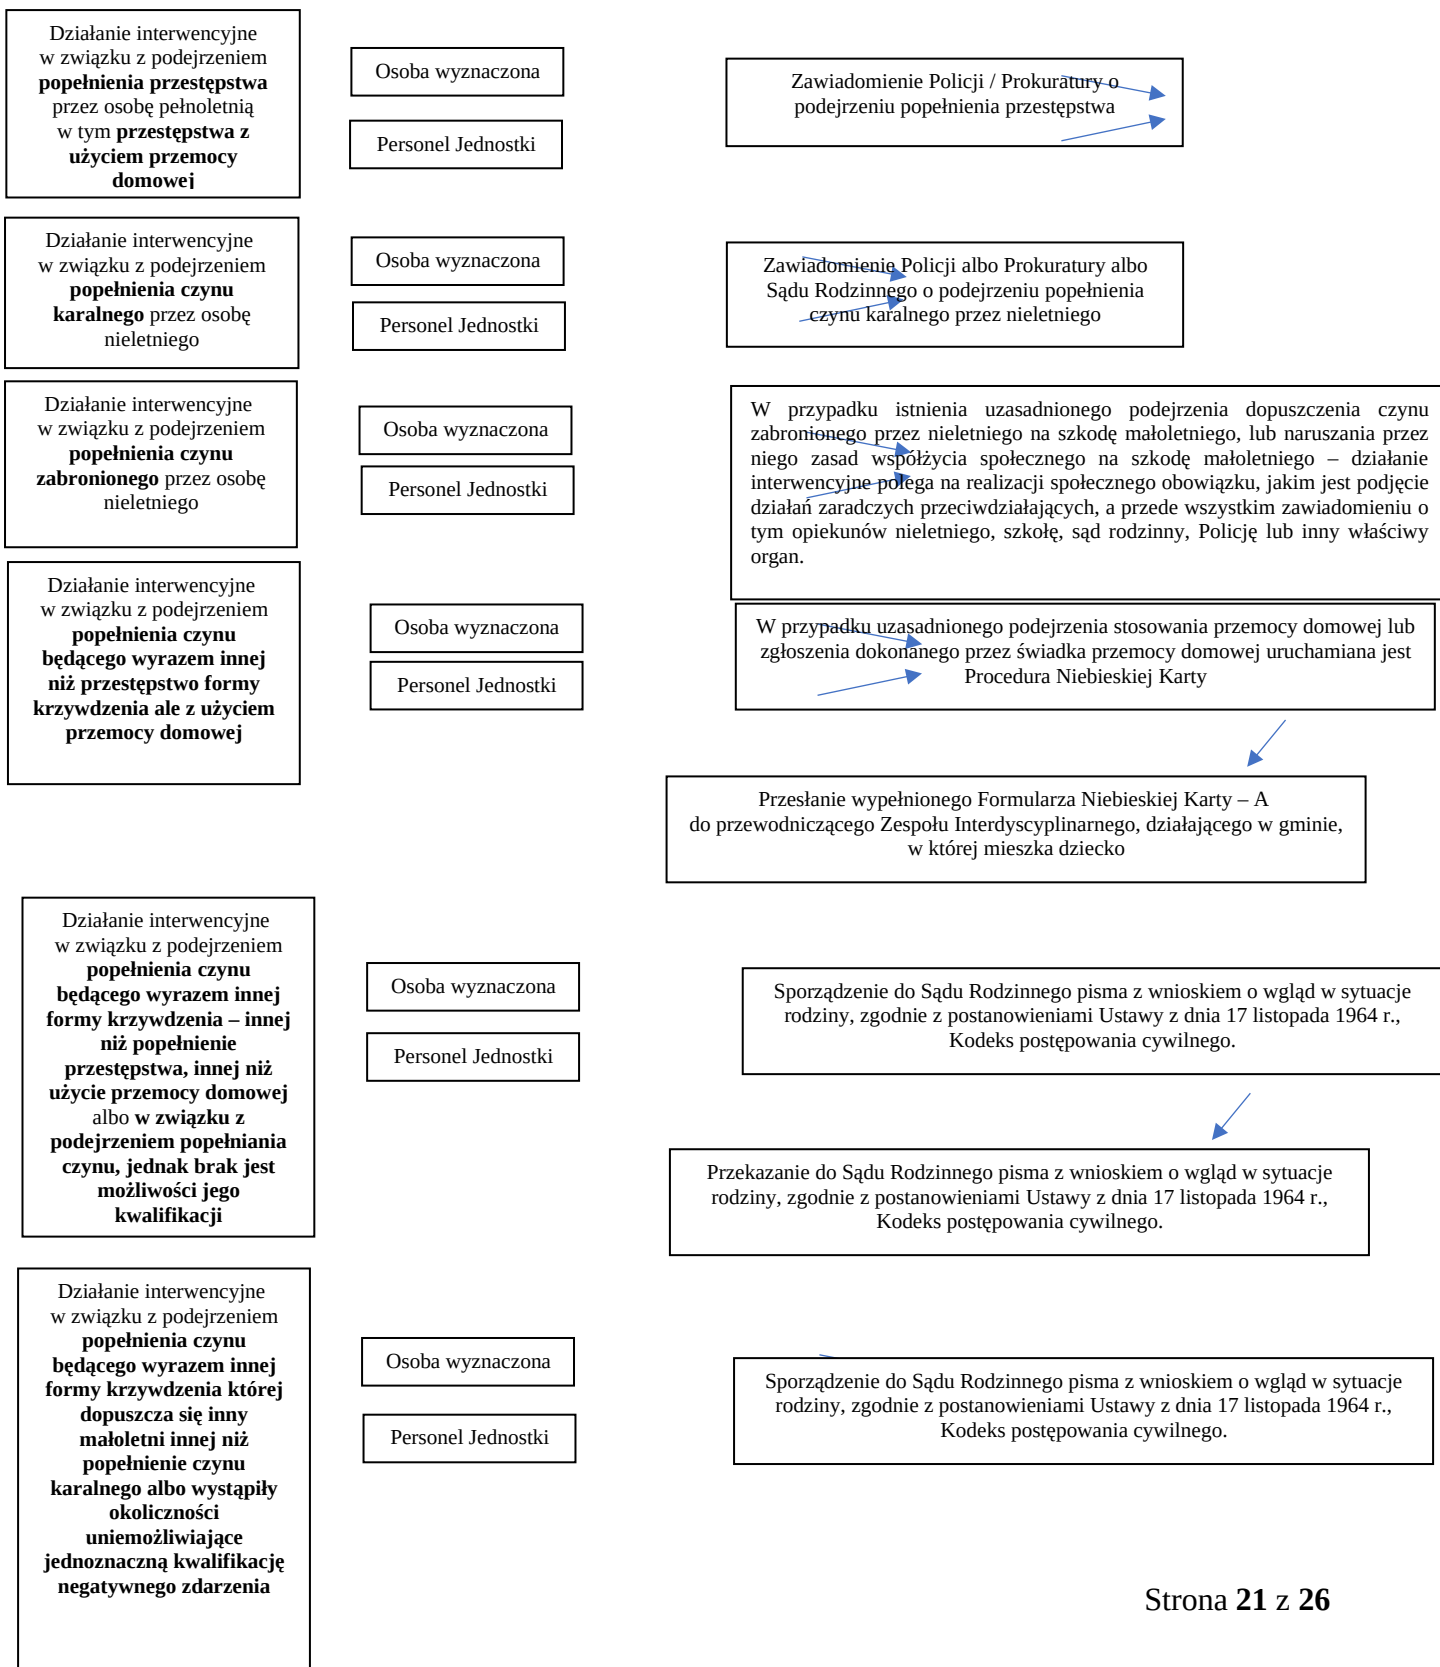 Działanie interwencyjne
w związku z podejrzeniem
popełnienia przestępstwa
przez osobę pełnoletnią
w tym przestępstwa z
użyciem przemocy
domowej
Osoba wyznaczona
Personel Jednostki
Zawiadomienie Policji / Prokuratury o
podejrzeniu popełnienia przestępstwa
Działanie interwencyjne
w związku z podejrzeniem
popełnienia czynu
karalnego przez osobę
nieletniego
Osoba wyznaczona
Personel Jednostki
Zawiadomienie Policji albo Prokuratury albo
Sądu Rodzinnego o podejrzeniu popełnienia
czynu karalnego przez nieletniego
Działanie interwencyjne
w związku z podejrzeniem
popełnienia czynu
zabronionego przez osobę
nieletniego
Osoba wyznaczona
Personel Jednostki
W przypadku istnienia uzasadnionego podejrzenia dopuszczenia czynu
zabronionego przez nieletniego na szkodę małoletniego, lub naruszania przez
niego zasad współżycia społecznego na szkodę małoletniego – działanie
interwencyjne polega na realizacji społecznego obowiązku, jakim jest podjęcie
działań zaradczych przeciwdziałających, a przede wszystkim zawiadomieniu o
tym opiekunów nieletniego, szkołę, sąd rodzinny, Policję lub inny właściwy
organ.
Działanie interwencyjne
w związku z podejrzeniem
popełnienia czynu
będącego wyrazem innej
niż przestępstwo formy
krzywdzenia ale z użyciem
przemocy domowej
Osoba wyznaczona
Personel Jednostki
W przypadku uzasadnionego podejrzenia stosowania przemocy domowej lub
zgłoszenia dokonanego przez świadka przemocy domowej uruchamiana jest
Procedura Niebieskiej Karty
Przesłanie wypełnionego Formularza Niebieskiej Karty – A
do przewodniczącego Zespołu Interdyscyplinarnego, działającego w gminie,
w której mieszka dziecko
Działanie interwencyjne
w związku z podejrzeniem
popełnienia czynu
będącego wyrazem innej
formy krzywdzenia – innej
niż popełnienie
przestępstwa, innej niż
użycie przemocy domowej
albo w związku z
podejrzeniem popełniania
czynu, jednak brak jest
możliwości jego
kwalifikacji
Osoba wyznaczona
Personel Jednostki
Sporządzenie do Sądu Rodzinnego pisma z wnioskiem o wgląd w sytuacje
rodziny, zgodnie z postanowieniami Ustawy z dnia 17 listopada 1964 r.,
Kodeks postępowania cywilnego.
Przekazanie do Sądu Rodzinnego pisma z wnioskiem o wgląd w sytuacje
rodziny, zgodnie z postanowieniami Ustawy z dnia 17 listopada 1964 r.,
Kodeks postępowania cywilnego.
Działanie interwencyjne
w związku z podejrzeniem
popełnienia czynu
będącego wyrazem innej
formy krzywdzenia której
dopuszcza się inny
małoletni innej niż
popełnienie czynu
karalnego albo wystąpiły
okoliczności
uniemożliwiające
jednoznaczną kwalifikację
negatywnego zdarzenia
Osoba wyznaczona
Personel Jednostki
Sporządzenie do Sądu Rodzinnego pisma z wnioskiem o wgląd w sytuacje
rodziny, zgodnie z postanowieniami Ustawy z dnia 17 listopada 1964 r.,
Kodeks postępowania cywilnego.
Strona 21 z 26